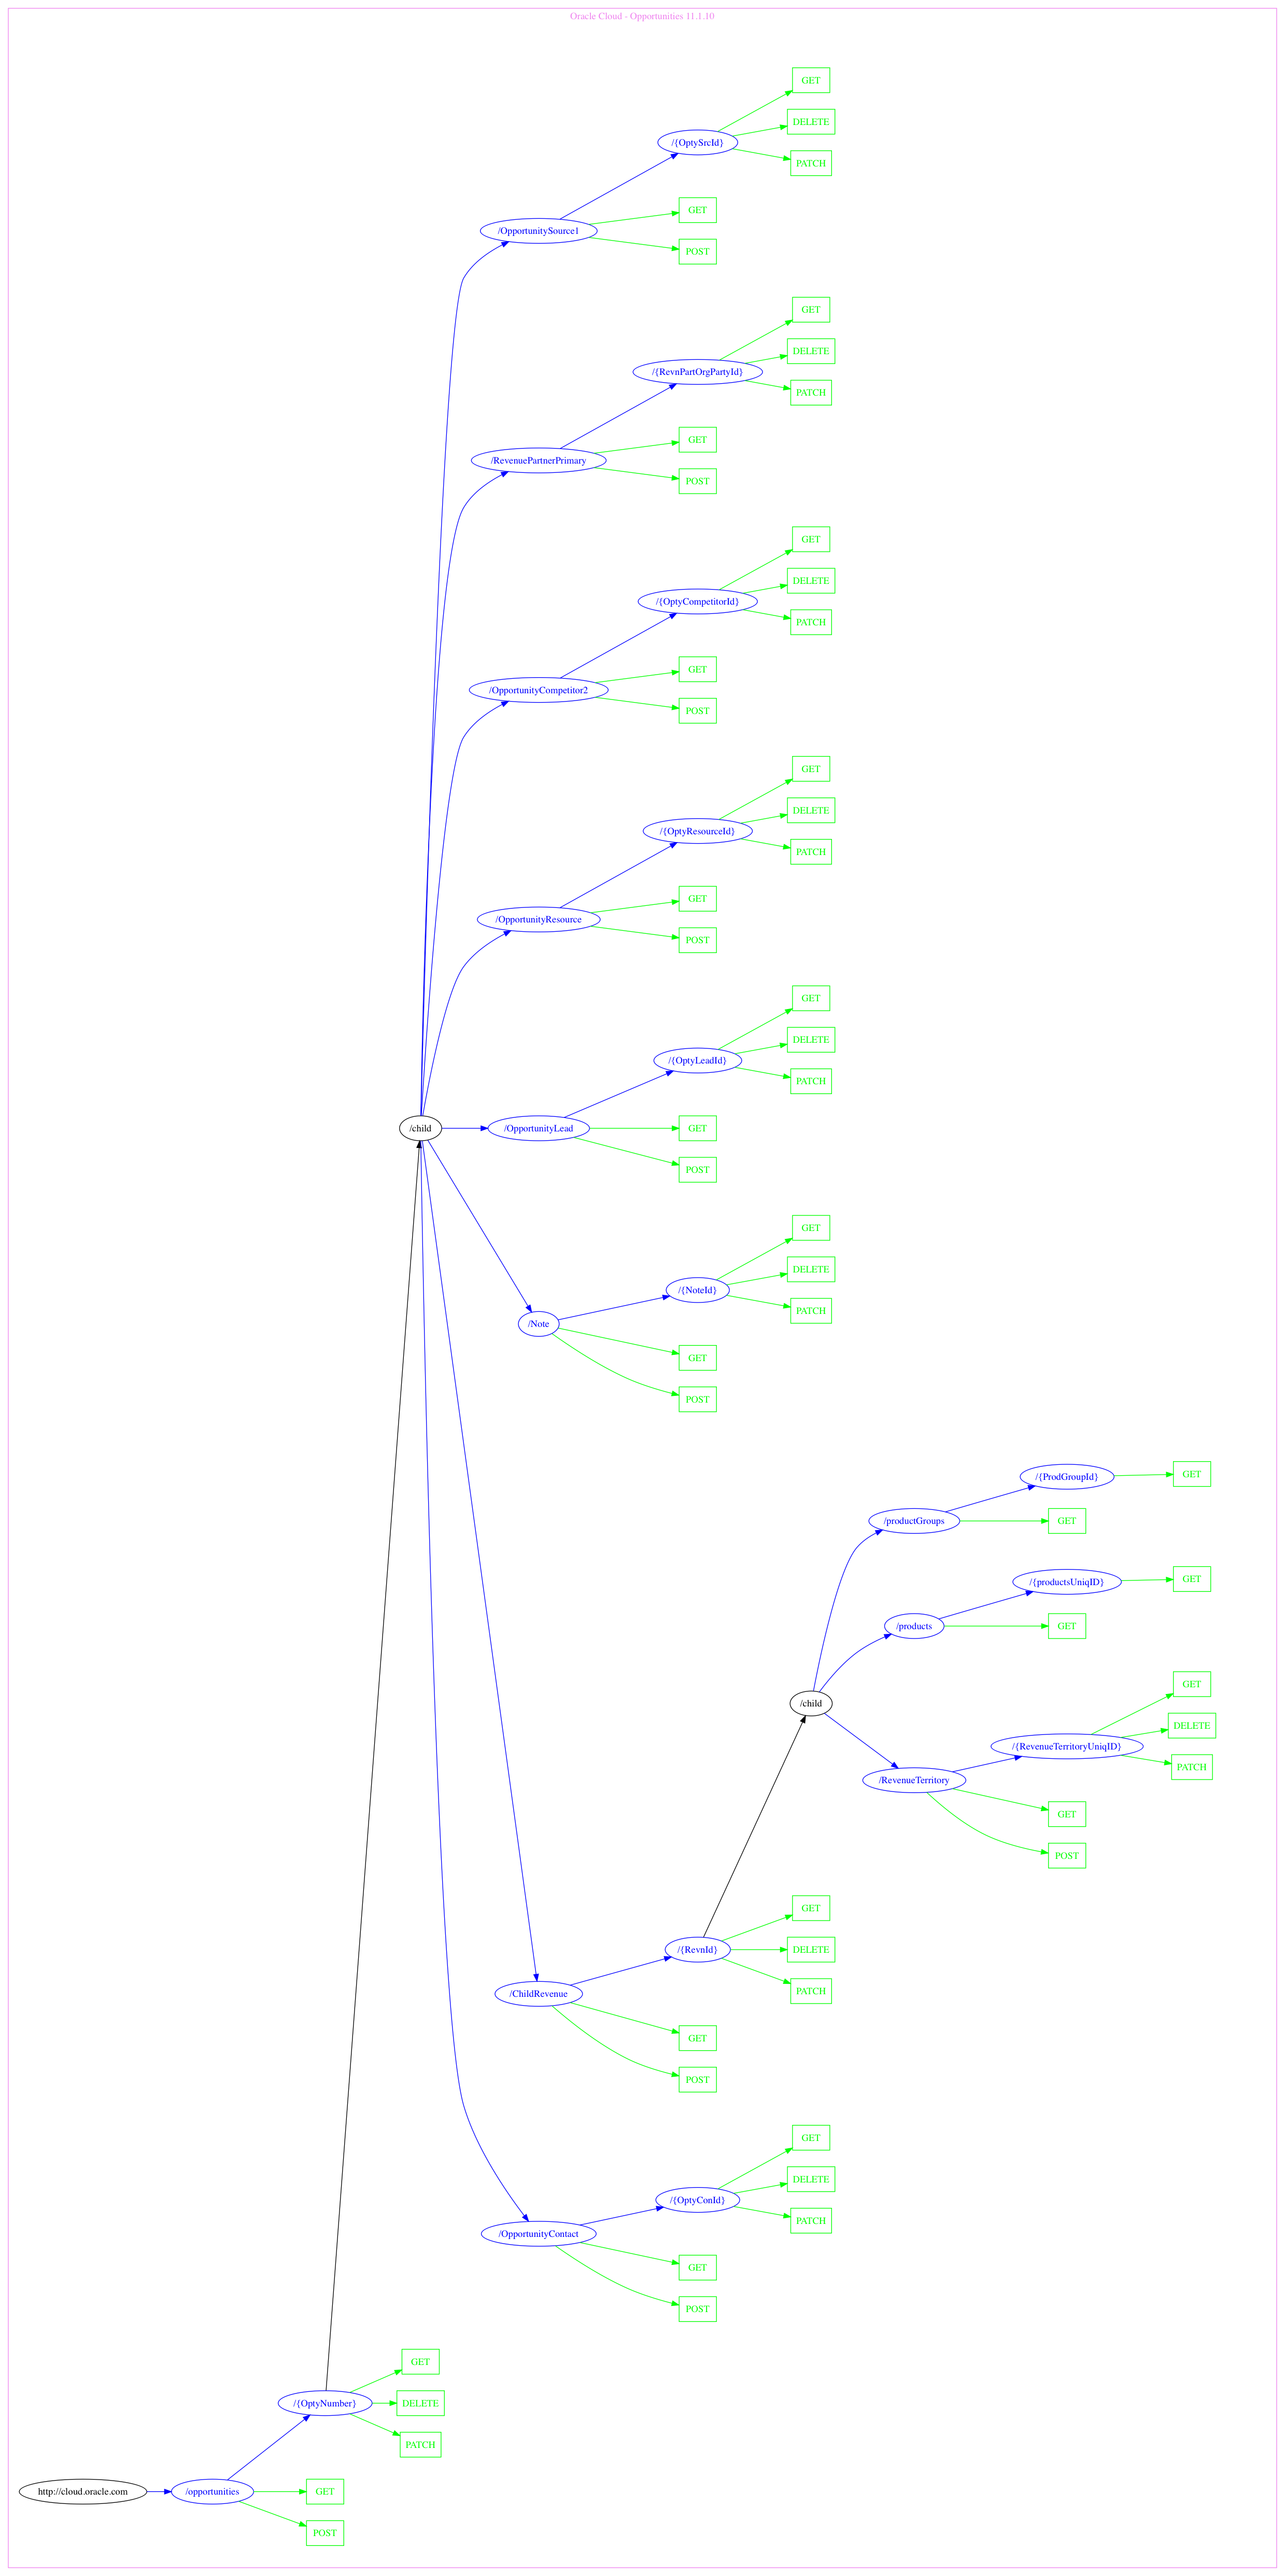 Oracle Cloud - Opportunities 11.1.10
GET
DELETE
/{OptySrcId}
PATCH
GET
/OpportunitySource1
POST
GET
DELETE
/{RevnPartOrgPartyId}
PATCH
GET
/RevenuePartnerPrimary
POST
GET
DELETE
/{OptyCompetitorId}
PATCH
GET
/OpportunityCompetitor2
POST
GET
DELETE
/{OptyResourceId}
PATCH
GET
/OpportunityResource
POST
GET
DELETE
/{OptyLeadId}
PATCH
/child
/OpportunityLead
GET
POST
GET
DELETE
/{NoteId}
PATCH
/Note
GET
POST
/{ProdGroupId}
GET
/productGroups
GET
/{productsUniqID}
GET
/products
GET
GET
/child
DELETE
/{RevenueTerritoryUniqID}
PATCH
/RevenueTerritory
GET
POST
GET
/{RevnId}
DELETE
PATCH
/ChildRevenue
GET
POST
GET
DELETE
/{OptyConId}
PATCH
/OpportunityContact
GET
POST
GET
/{OptyNumber}
DELETE
PATCH
http://cloud.oracle.com
/opportunities
GET
POST